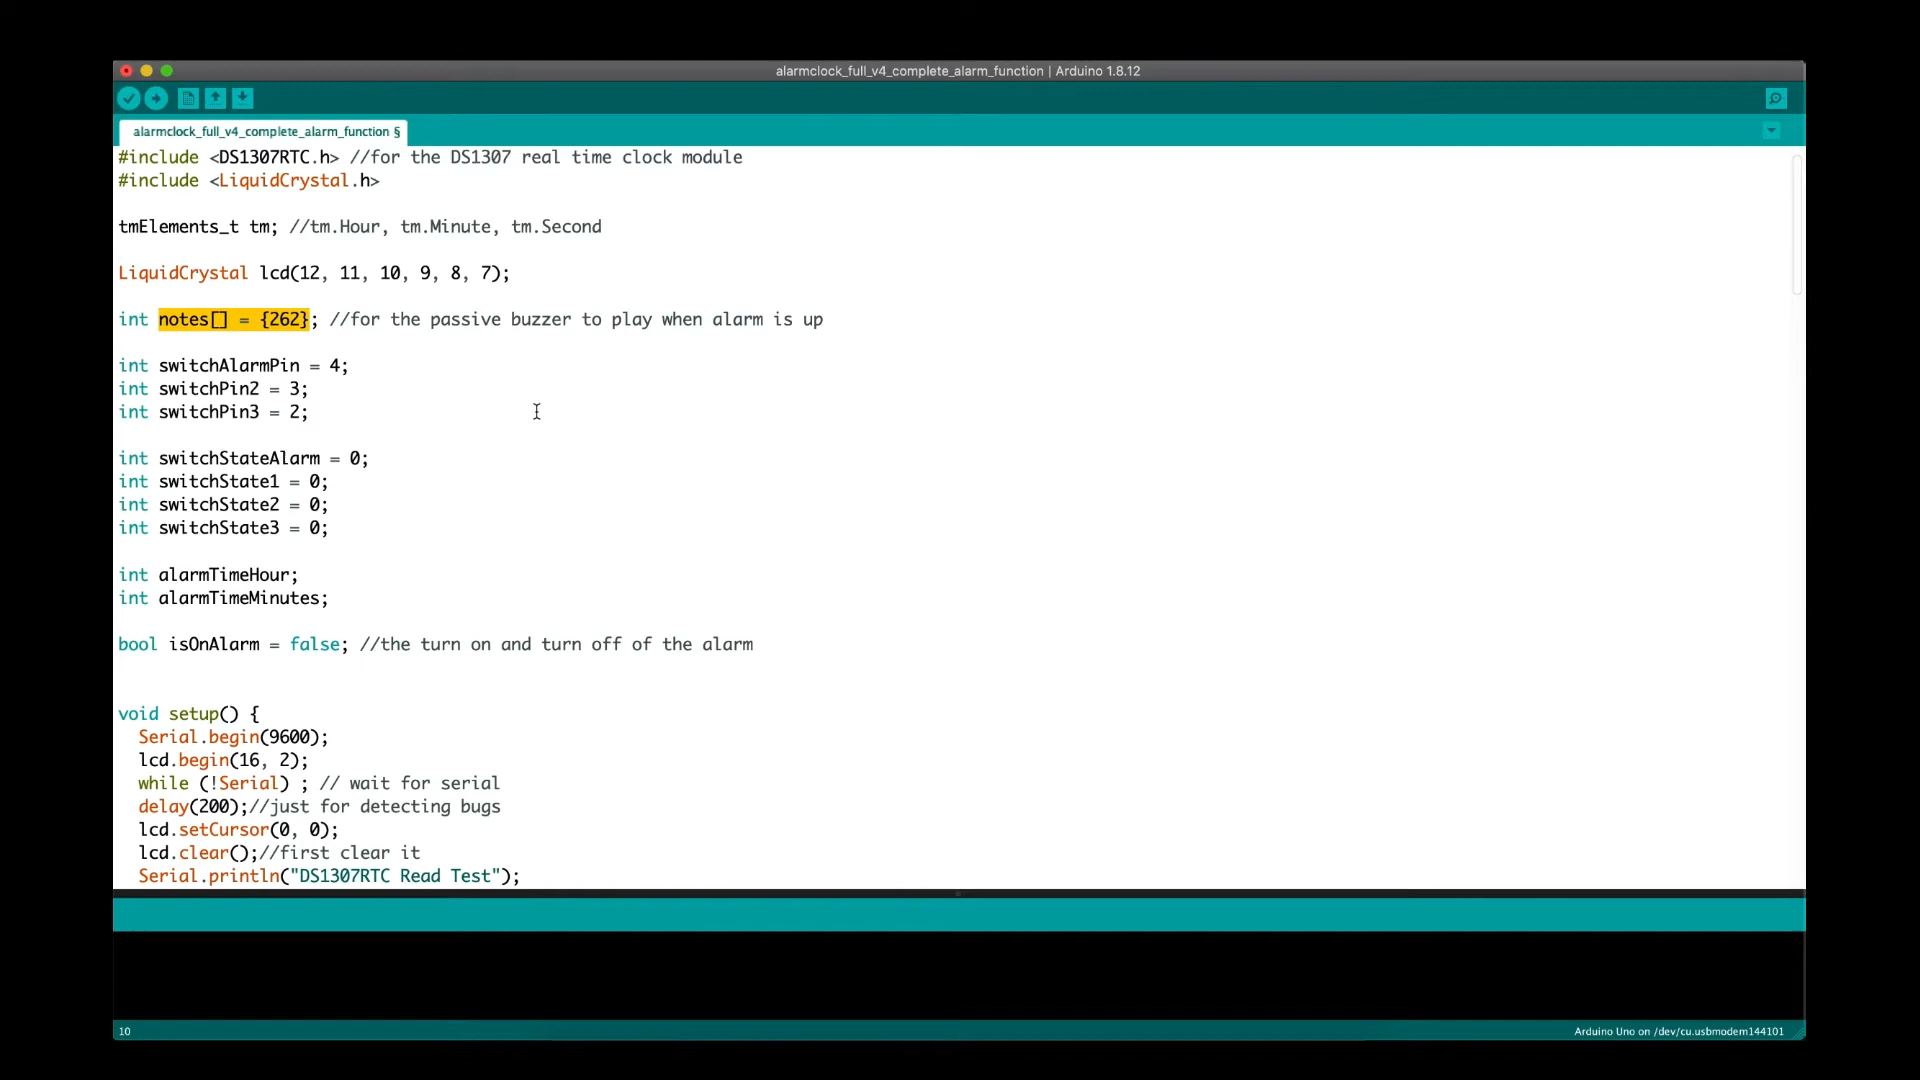 alarmclock_full_v4_complete_alarm_function | Arduino 1.8.12
alarmclock_full_v4_complete_alarm_function §
#include <DS1307RTC.h> //for the DS1307 real time clock module
#include <LiquidCrystal.h>
tmElements_t tm; //tm.Hour, tm.Minute, tm.Second
LiquidCrystal lcd(12, 11, 10, 9, 8, 7);
int notes[] = {262}; //for the passive buzzer to play when alarm is up
int switchAlarmPin = 4;
int switchPin2 = 3;
int switchPin3 = 2;
int switchStateAlarm = 0;
int switchState1 = 0;
int switchState2 = 0;
int switchState3 = 0;
int alarmTimeHour;
int alarmTimeMinutes;
bool isOnAlarm = false; //the turn on and turn off of the alarm
void setup() {
  Serial.begin(9600);
  lcd.begin(16, 2);
  while (!Serial) ; // wait for serial
  delay(200);//just for detecting bugs
  lcd.setCursor(0, 0);
  lcd.clear();//first clear it
  Serial.println("DS1307RTC Read Test");
10
Arduino Uno on /dev/cu.usbmodem144101